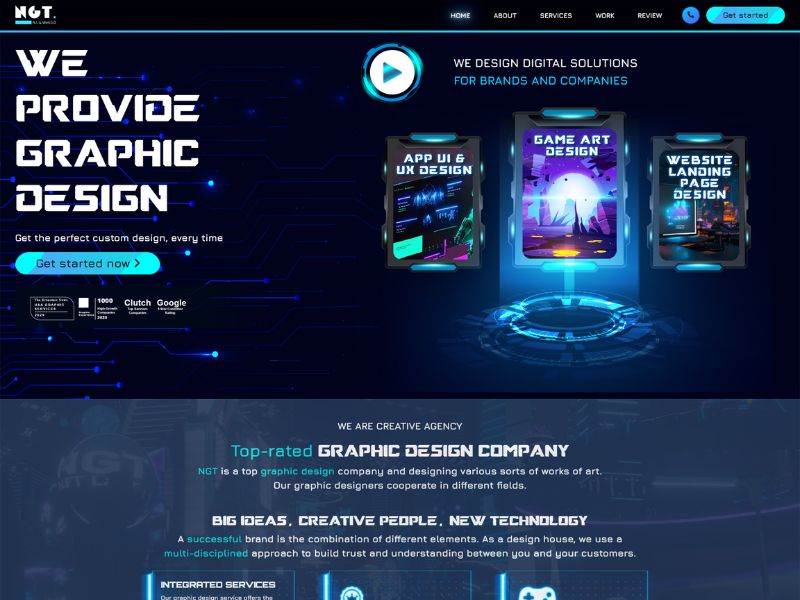 NGT.
HOME
ABOUT
SERVICES
WORK
REVIEW
Get started
WE
PROVIDE
GRAPHIC
DESIGN
Get the perfect custom design, every time
Get started now
WE DESIGN DIGITAL SOLUTIONS
FOR BRANDS AND COMPANIES
APP UI &
UX DESIGN
GAME ART
DESIGN
WEBSITE
LANDING
PAGE
DESIGN
1000
Clutch
Google
WE ARE CREATIVE AGENCY
Top-rated GRAPHIC DESIGN COMPANY
NGT is a top graphic design company and designing various sorts of works of art.
Our graphic designers cooperate in different fields.
BIG IDEAS, CREATIVE PEOPLE, NEW TECHNOLOGY
A successful brand is the combination of different elements. As a design house, we use a
multi-disciplined approach to build trust and understanding between you and your customers.
INTEGRATED SERVICES
Our graphic design service offers the